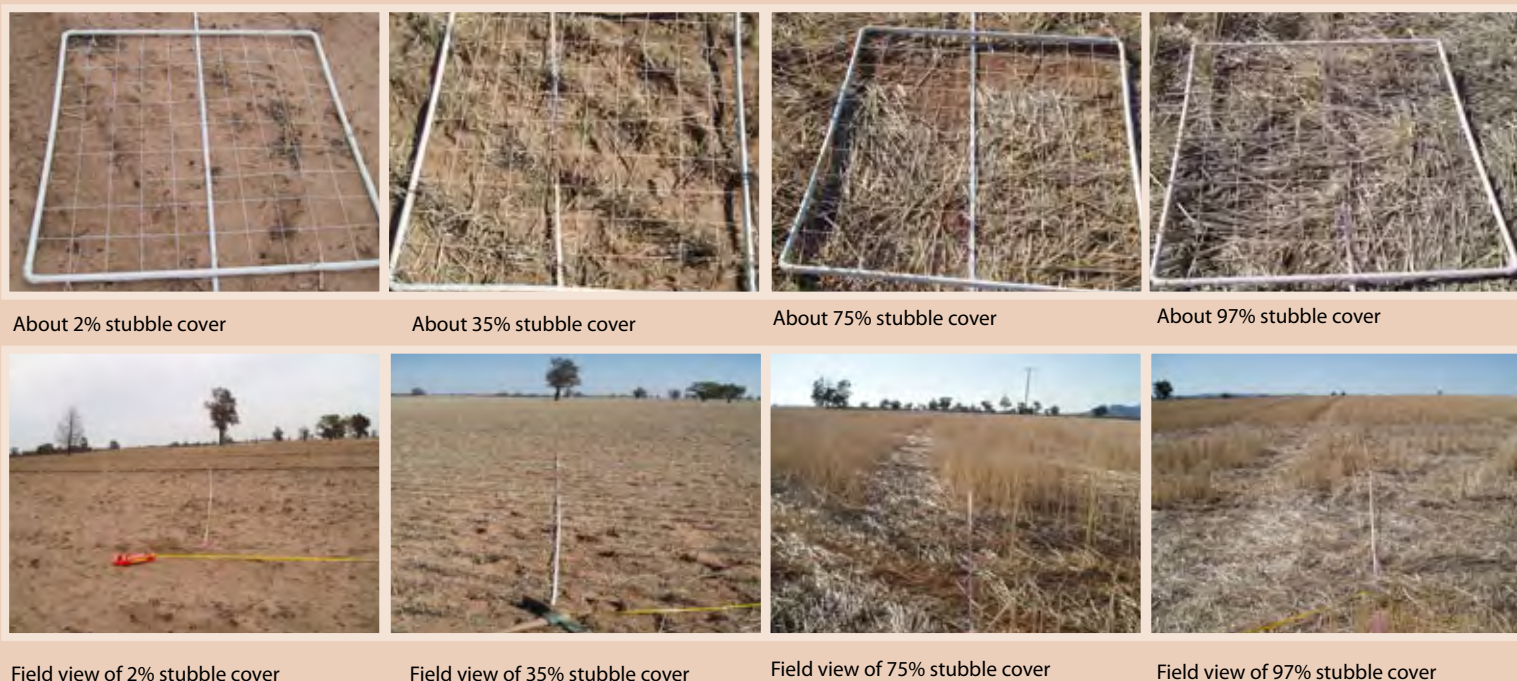 About 2% stubble cover
About 35% stubble cover
About 75% stubble cover
About 97% stubble cover
Field view of 2% stubble cover
Field view of 35% stubble cover
Field view of 75% stubble cover
Field view of 97% stubble cover